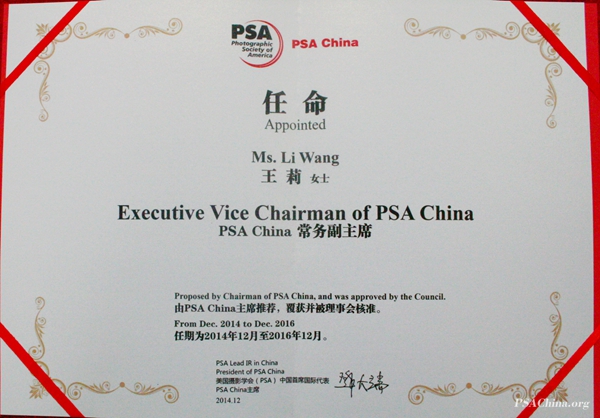 PSA
Photographic
Society of
America
PSA China
任命
Appointed
Ms. Li Wang
王莉 女士
Executive Vice Chairman of PSA China
PSA China 常务副主席
Proposed by Chairman of PSA China, and was approved by the Council.
由PSA China主席推荐，覆获并被理事会核准。
From Dec. 2014 to Dec. 2016
任期为2014年12月至2016年12月。
PSA Lead IR in China
President of PSA China
美国摄影学会（PSA）中国首席国际代表
PSA China主席
2014.12
PSAChina.org